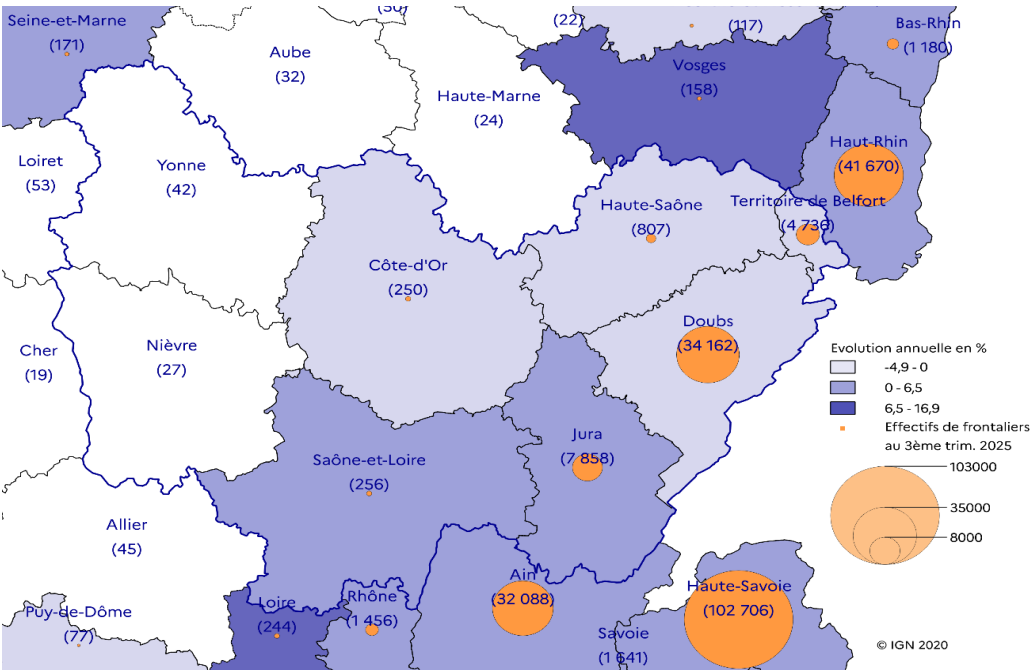 Seine-et-Marne
(171)
Aube
(32)
(22)
(117)
Bas-Rhin
(1 180)
Vosges
(158)
Haute-Marne
(24)
Loiret
(53)
Yonne
(42)
Haut-Rhin
(41 670)
Haute-Saône
(807)
Territoire de Belfort
(4 736)
Côte-d'Or
(250)
Cher
(19)
Nièvre
(27)
Doubs
(34 162)
Evolution annuelle en %
-4,9 - 0
0 - 6,5
6,5 - 16,9
Effectifs de frontaliers
au 3ème trim. 2025
103000
35000
8000
Jura
(7 858)
Saône-et-Loire
(256)
Allier
(45)
Puy-de-Dôme
(77)
Loire
(244)
Rhône
(1 456)
Ain
(32 088)
Haute-Savoie
(102 706)
Savoie
(1 641)
© IGN 2020